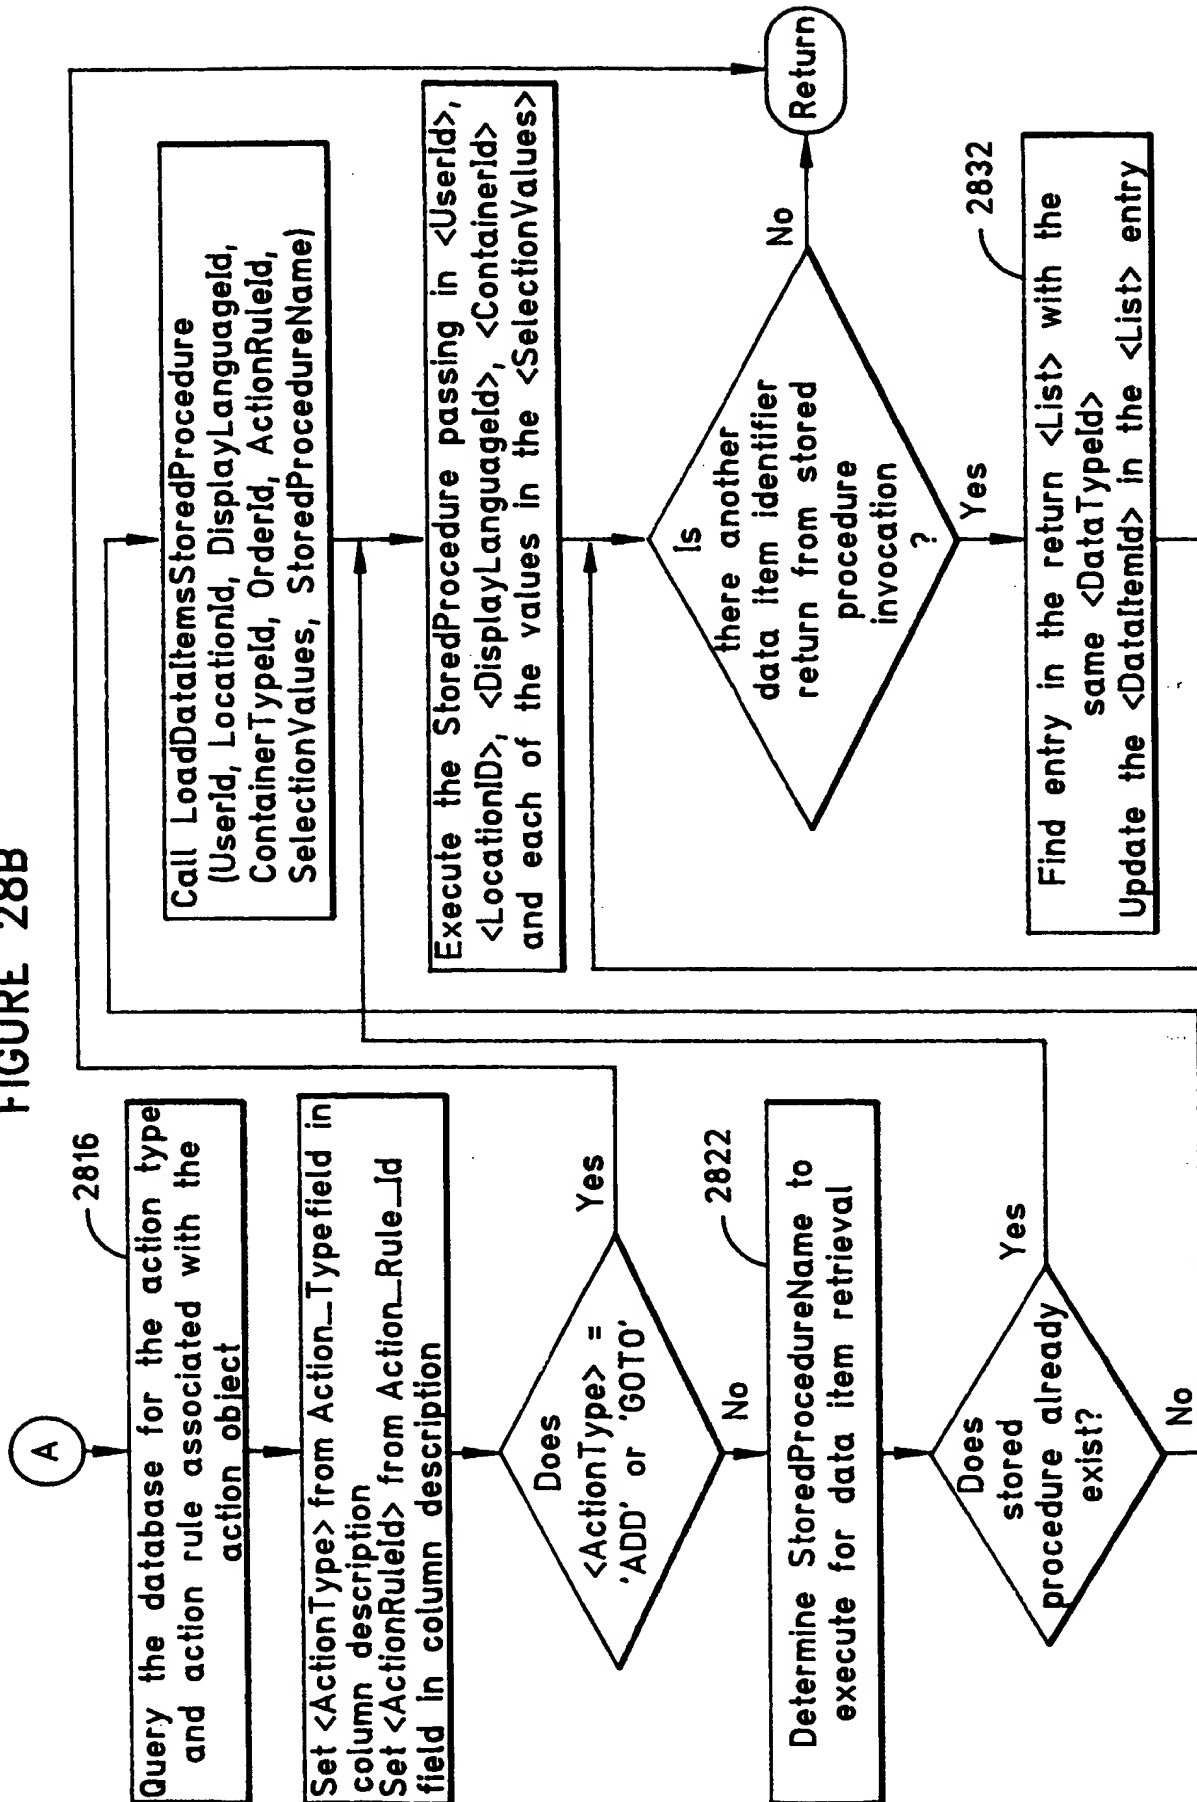 FIGURE 28B
A
2816
Query the database for the action type
and action rule associated with the
action object
Set <ActionType> from Action_Typefield in
column description
Set <ActionRuleId> from Action_Rule_Id
field in column description
Does
<ActionType> =
'ADD' or 'GOTO'
Yes
No
2822
Determine StoredProcedureName to
execute for data item retrieval
Does
stored
procedure already
exist?
Yes
No
Call LoadDataItemsStoredProcedure
(UserId, LocationId, DisplayLanguageId,
ContainerTypeId, OrderId, ActionRuleId,
SelectionValues, StoredProcedureName)
Execute the StoredProcedure passing in <UserId>,
<LocationID>, <DisplayLanguageId>, <ContainerId>
and each of the values in the <SelectionValues>
Is
there another
data item identifier
return from stored
procedure
invocation
?
No
Return
Yes
2832
Find entry in the return <List> with the
same <DataTypeId>
Update the <DataItemId> in the <List> entry